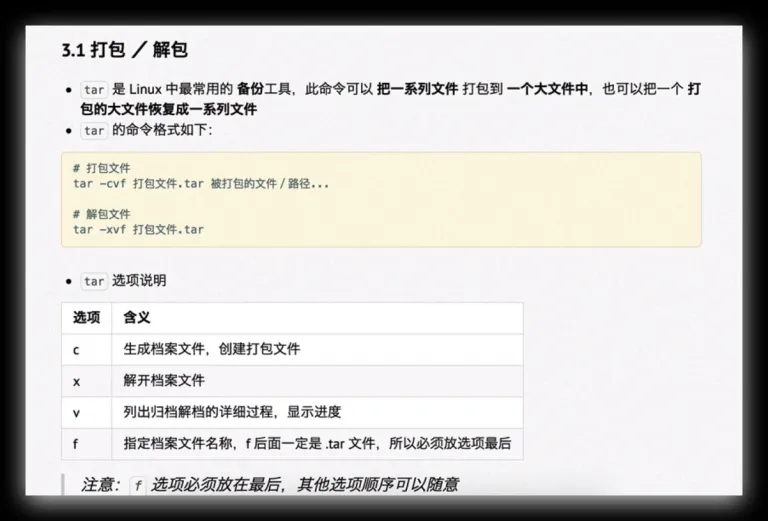 3.1 打包 / 解包
• tar 是 Linux 中最常用的 备份工具，此命令可以 把一系列文件 打包到 一个大文件中，也可以把一个 打
包的大文件恢复成一系列文件
• tar 的命令格式如下：
# 打包文件
tar -cvf 打包文件.tar 被打包的文件/路径...
# 解包文件
tar -xvf 打包文件.tar
• tar 选项说明
选项 含义
c 生成档案文件，创建打包文件
x 解开档案文件
v 列出归档解档的详细过程，显示进度
f 指定档案文件名称，f 后面一定是 .tar 文件，所以必须放选项最后
注意： f 选项必须放在最后，其他选项顺序可以随意